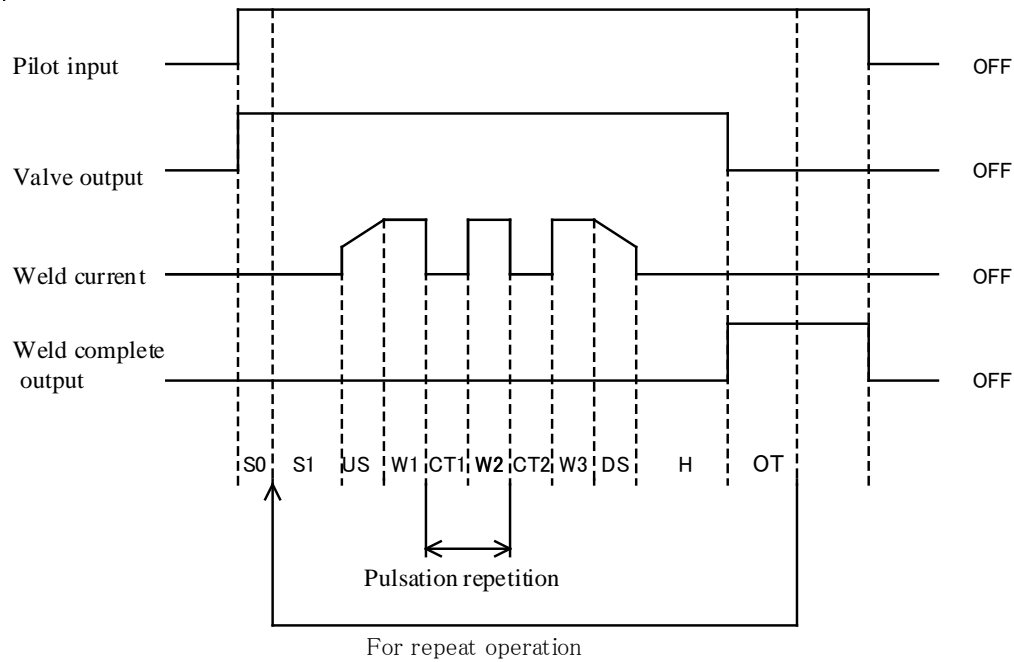 Pilot input
OFF
Valve output
OFF
Weld current
OFF
Weld complete
output
OFF
S0 S1 US W1 CT1 W2 CT2 W3 DS H OT
Pulsation repetition
For repeat operation